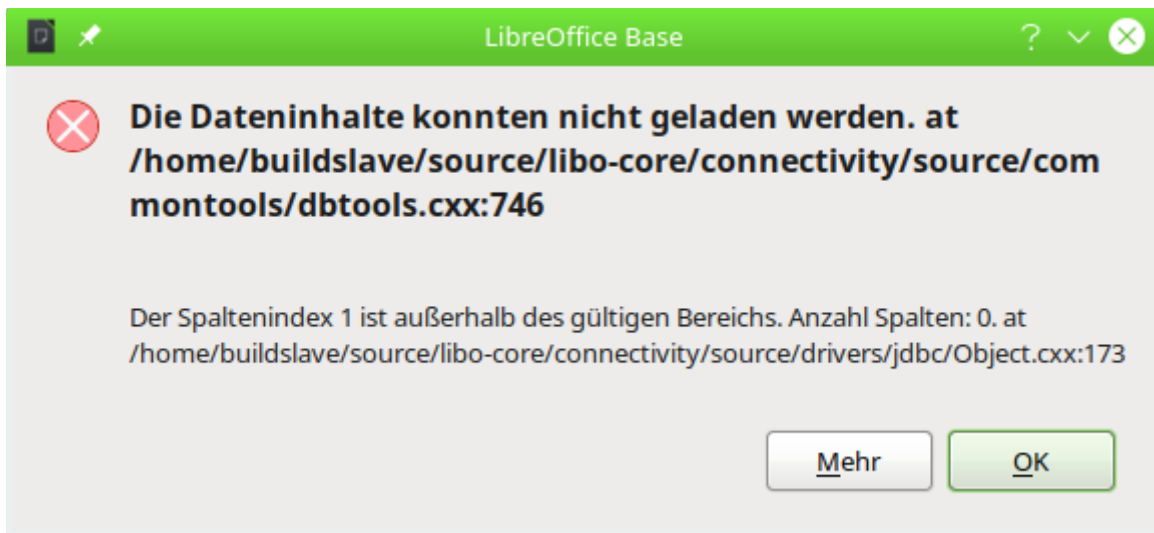 LibreOffice Base
Die Dateninhalte konnten nicht geladen werden. at
/home/buildslave/source/libo-core/connectivity/source/com
montools/dbtools.cxx:746
Der Spaltenindex 1 ist außerhalb des gültigen Bereichs. Anzahl Spalten: 0. at
/home/buildslave/source/libo-core/connectivity/source/drivers/jdbc/Object.cxx:173
Mehr
OK